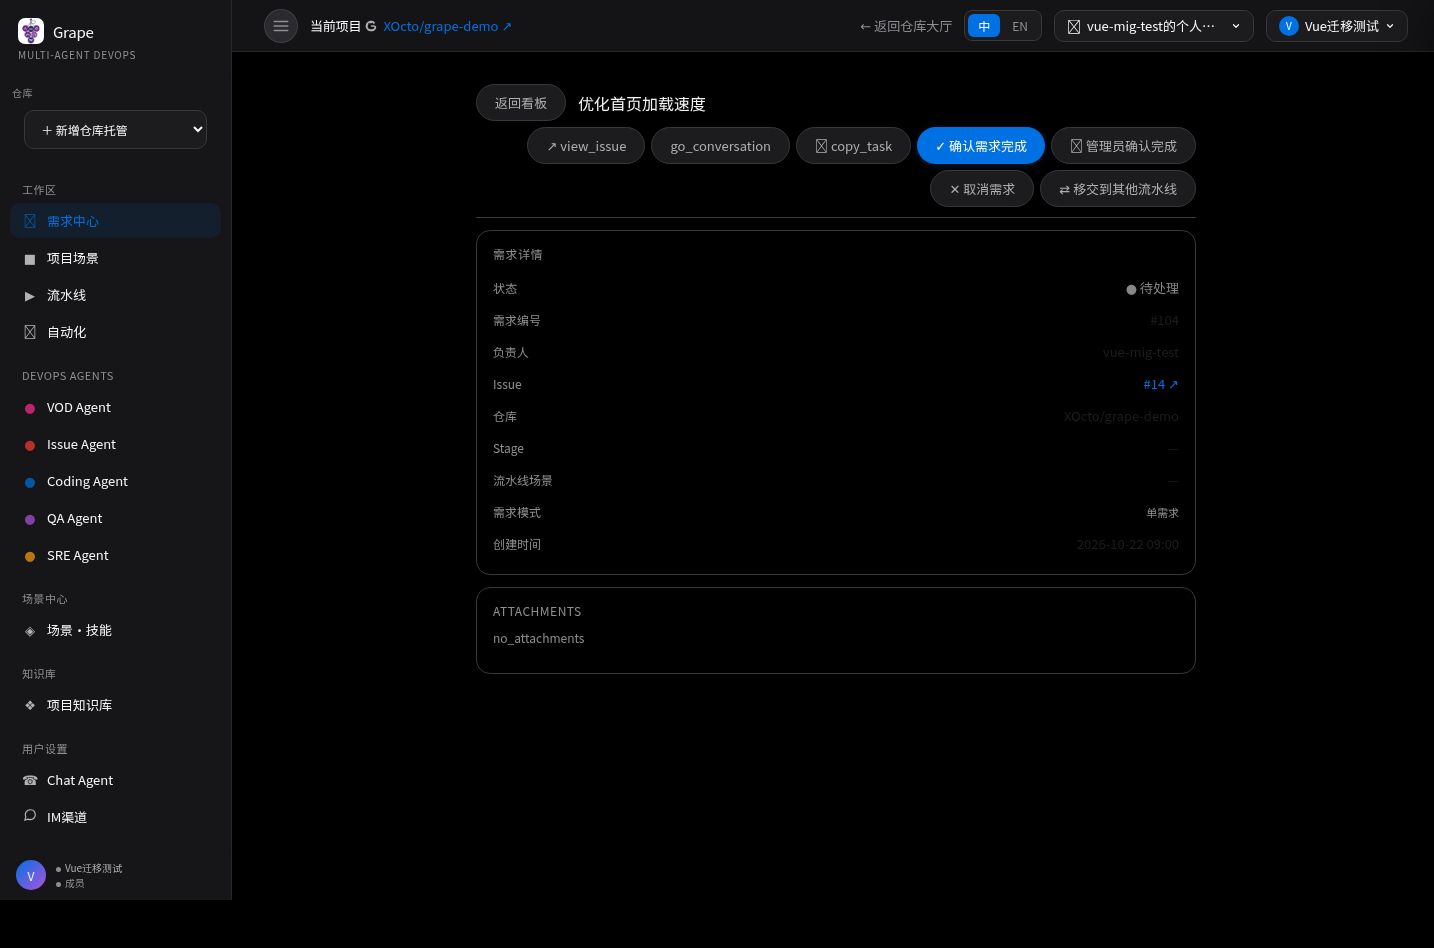 Grape
MULTI-AGENT DEVOPS
仓库
＋ 新增仓库托管
工作区
需求中心
项目场景
流水线
自动化
DEVOPS AGENTS
VOD Agent
Issue Agent
Coding Agent
QA Agent
SRE Agent
场景中心
场景·技能
知识库
项目知识库
用户设置
Chat Agent
IM渠道
V
Vue迁移测试
成员
当前项目 XOcto/grape-demo ↗
← 返回仓库大厅
中 EN
vue-mig-test的个人…
V Vue迁移测试
返回看板 优化首页加载速度
↗ view_issue go_conversation copy_task ✓ 确认需求完成 管理员确认完成
✕ 取消需求 ⇄ 移交到其他流水线
需求详情
状态 ● 待处理
需求编号 #104
负责人 vue-mig-test
Issue #14 ↗
仓库 XOcto/grape-demo
Stage —
流水线场景 —
需求模式 单需求
创建时间 2026-10-22 09:00
ATTACHMENTS
no_attachments